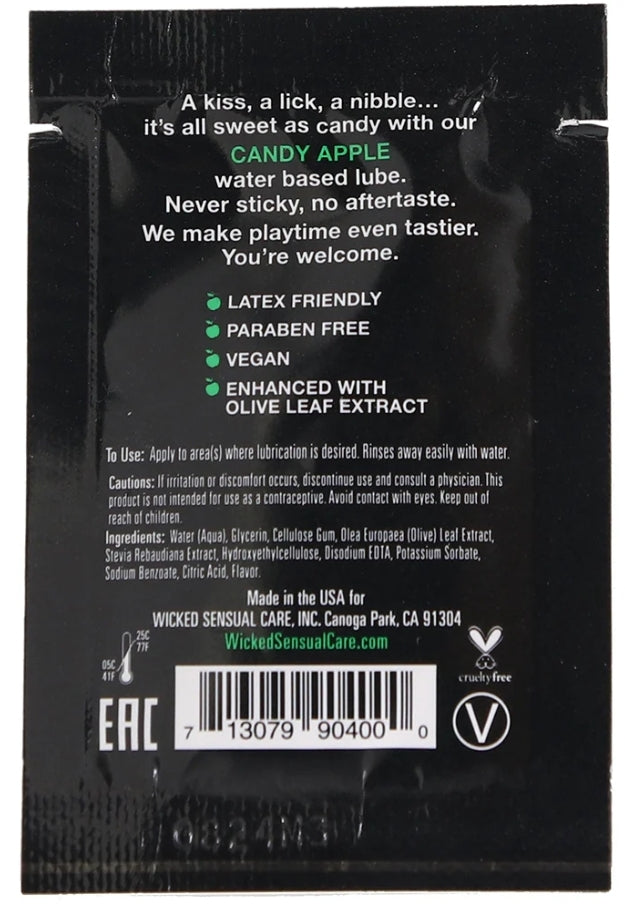 A kiss, a lick, a nibble...
it's all sweet as candy with our
CANDY APPLE
water based lube.
Never sticky, no aftertaste.
We make playtime even tastier.
You're welcome.
LATEX FRIENDLY
PARABEN FREE
VEGAN
ENHANCED WITH
OLIVE LEAF EXTRACT
To Use: Apply to area(s) where lubrication is desired. Rinses away easily with water.
Cautions: If irritation or discomfort occurs, discontinue use and consult a physician. This
product is not intended for use as a contraceptive. Avoid contact with eyes. Keep out of
reach of children.
Ingredients: Water (Aqua), Glycerin, Cellulose Gum, Olea Europaea (Olive) Leaf Extract,
Stevia Rebaudiana Extract, Hydroxyethylcellulose, Disodium EDTA, Potassium Sorbate,
Sodium Benzoate, Citric Acid, Flavor.
Made in the USA for
WICKED SENSUAL CARE, INC. Canoga Park, CA 91304
WickedSensualCare.com
25C
77F
05C
41F
cruelty free
EAC
7 13079 90400 0
V
0824M3